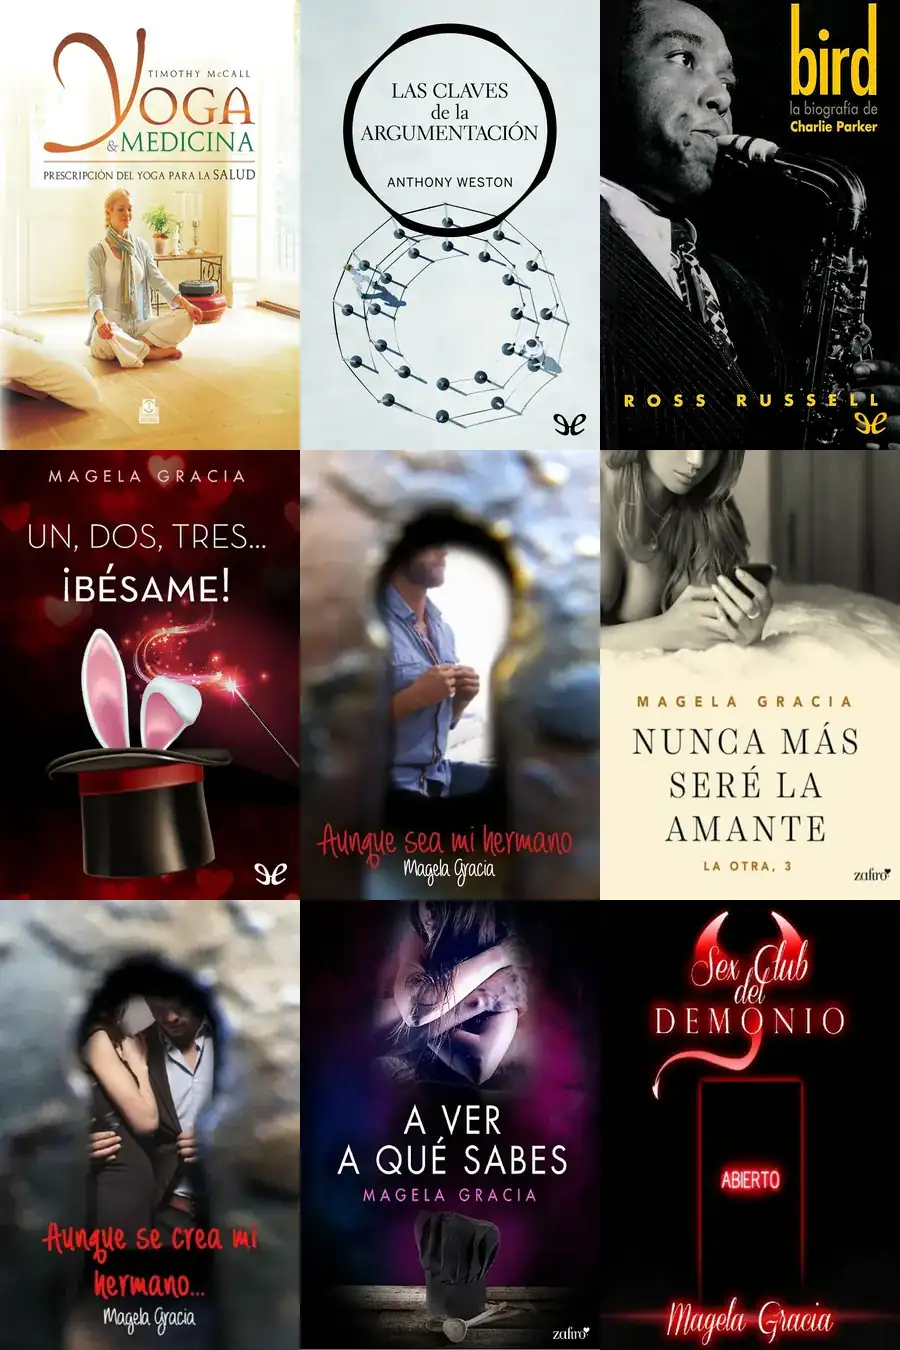 TIMOTHY McCALL
YOGA
& MEDICINA
PRESCRIPCIÓN DEL YOGA PARA LA SALUD
LAS CLAVES
de la
ARGUMENTACIÓN
ANTHONY WESTON
bird
la biografía de
Charlie Parker
ROSS RUSSELL
MAGELA GRACIA
UN, DOS, TRES...
¡BÉSAME!
Aunque sea mi hermano...
Magela Gracia
MAGELA GRACIA
NUNCA MÁS
SERÉ LA
AMANTE
LA OTRA, 3
zafiro
Aunque se crea mi
hermano...
Magela Gracia
A VER
A QUÉ SABES
MAGELA GRACIA
zafiro
Sex Club
del
DEMONIO
ABIERTO
Magela Gracia